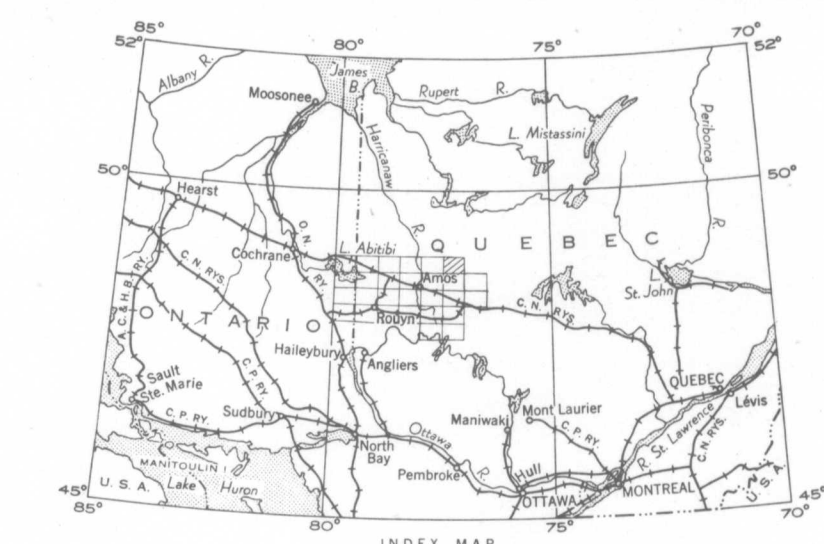 85°
80°
75°
70°
52°
52°
Albany R.
James
B.
Moosonee
Rupert R.
L. Mistassini
Peribonca
R.
Harricanaw
R.
50°
50°
Hearst
O. N.
RY.
Cochrane
L. Abitibi
QUEBEC
Amos
C. N. RYS.
A. C. & H. B. RY.
C. N. RYS.
L.
St. John
ONTARIO
Rouyn
Haileybury
Angliers
C. P. RY.
Sault
Ste. Marie
QUEBEC
Lévis
C. P. RY.
Sudbury
Maniwaki
Mont Laurier
C. P. RY.
R. St. Lawrence
C. N. RYS.
North
Bay
Ottawa
R.
Pembroke
Hull
MANITOULIN I.
Lake Huron
U. S. A.
OTTAWA
MONTREAL
U. S. A.
45°
45°
85°
80°
75°
70°
INDEX MAP